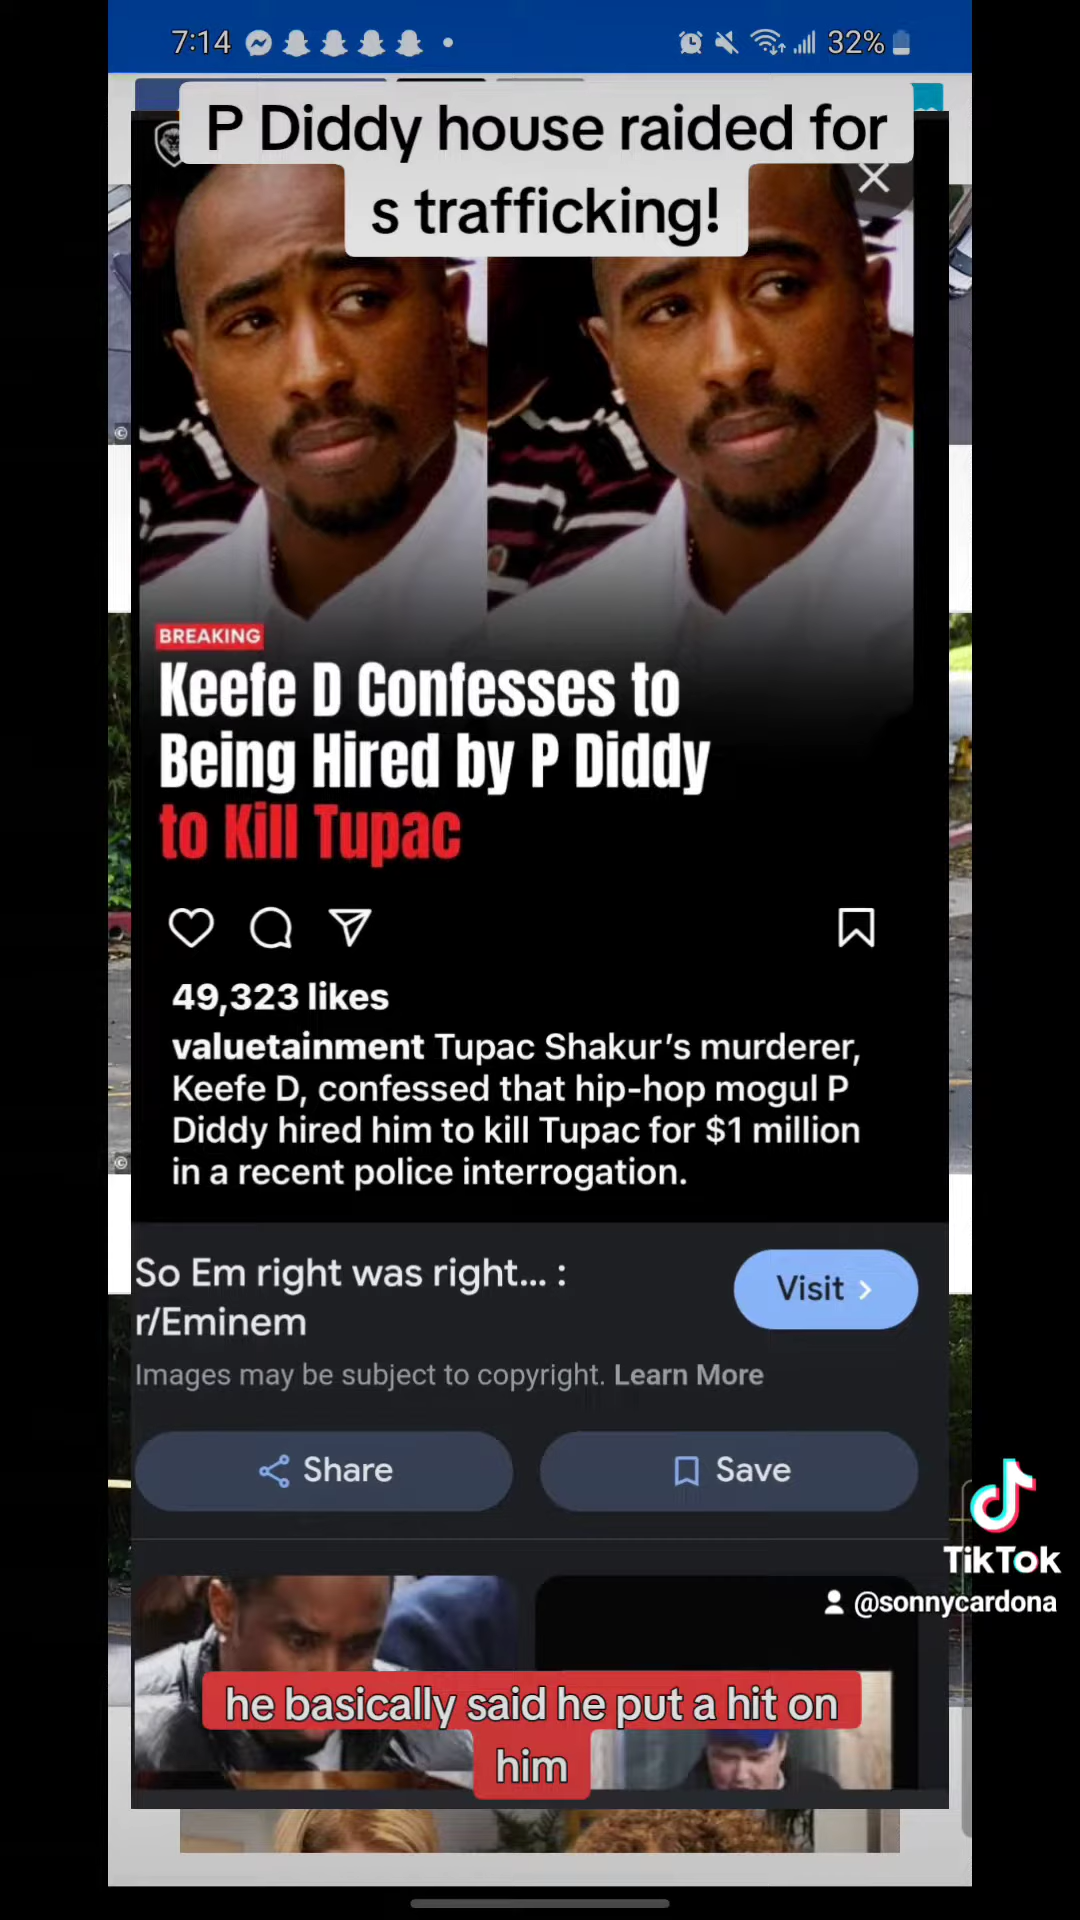 7:14
32%
P Diddy house raided for
s trafficking!
BREAKING
Keefe D Confesses to
Being Hired by P Diddy
to Kill Tupac
49,323 likes
valuetainment Tupac Shakur's murderer,
Keefe D, confessed that hip-hop mogul P
Diddy hired him to kill Tupac for $1 million
in a recent police interrogation.
So Em right was right... :
r/Eminem
Visit
Images may be subject to copyright. Learn More
Share
Save
TikTok
@sonnycardona
he basically said he put a hit on
him